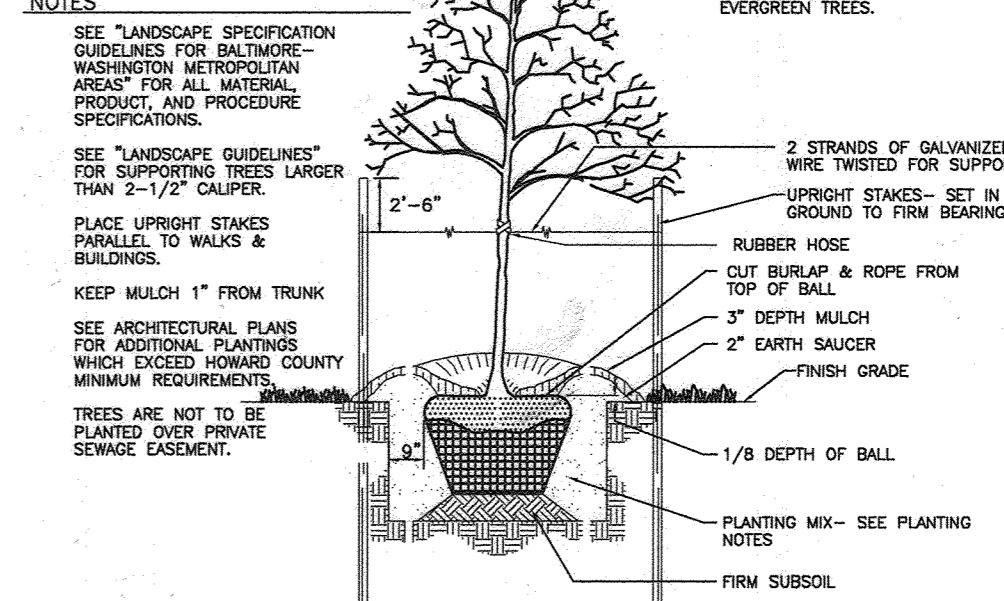 NOTES
SEE "LANDSCAPE SPECIFICATION
GUIDELINES FOR BALTIMORE-
WASHINGTON METROPOLITAN
AREAS" FOR ALL MATERIAL,
PRODUCT, AND PROCEDURE
SPECIFICATIONS.
SEE "LANDSCAPE GUIDELINES"
FOR SUPPORTING TREES LARGER
THAN 2-1/2" CALIPER.
PLACE UPRIGHT STAKES
PARALLEL TO WALKS &
BUILDINGS.
KEEP MULCH 1" FROM TRUNK
SEE ARCHITECTURAL PLANS
FOR ADDITIONAL PLANTINGS
WHICH EXCEED HOWARD COUNTY
MINIMUM REQUIREMENTS.
TREES ARE NOT TO BE
PLANTED OVER PRIVATE
SEWAGE EASEMENT.
2'-6"
9"
EVERGREEN TREES.
2 STRANDS OF GALVANIZE
WIRE TWISTED FOR SUPPO
UPRIGHT STAKES- SET IN
GROUND TO FIRM BEARING
RUBBER HOSE
CUT BURLAP & ROPE FROM
TOP OF BALL
3" DEPTH MULCH
2" EARTH SAUCER
FINISH GRADE
1/8 DEPTH OF BALL
PLANTING MIX- SEE PLANTING
NOTES
FIRM SUBSOIL